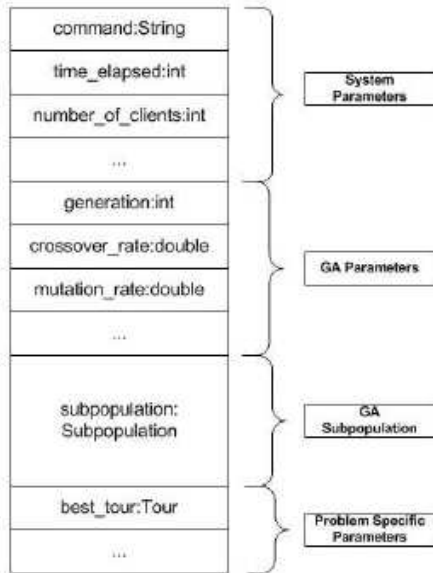 command:String
time_elapsed:int
number_of_clients:int
...
System
Parameters
generation:int
crossover_rate:double
mutation_rate:double
...
GA Parameters
subpopulation:
Subpopulation
GA
Subpopulation
best_tour:Tour
...
Problem Specific
Parameters